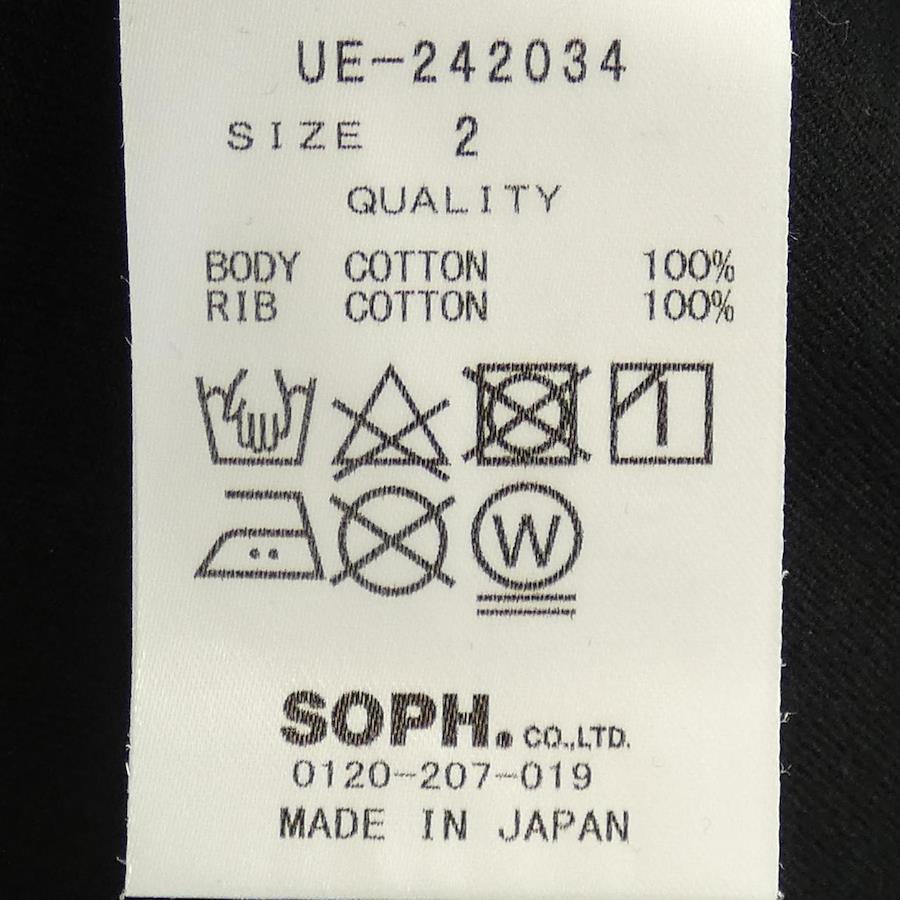 UE-242034
SIZE 2
QUALITY
BODY COTTON 100%
RIB COTTON 100%
W
SOPH. CO.,LTD.
0120-207-019
MADE IN JAPAN